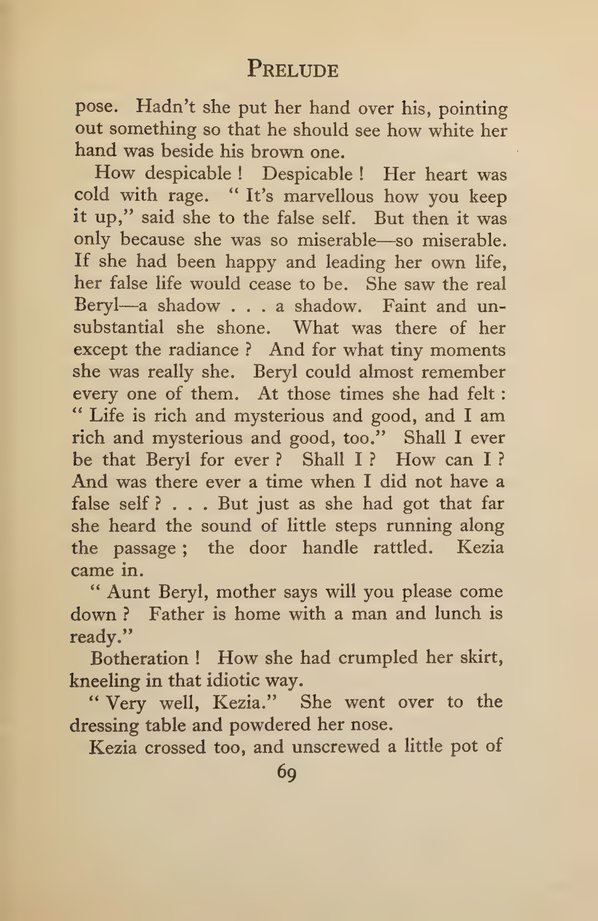 PRELUDE
pose. Hadn't she put her hand over his, pointing
out something so that he should see how white her
hand was beside his brown one.
How despicable ! Despicable ! Her heart was
cold with rage. " It's marvellous how you keep
it up," said she to the false self. But then it was
only because she was so miserable—so miserable.
If she had been happy and leading her own life,
her false life would cease to be. She saw the real
Beryl—a shadow . . . a shadow. Faint and un-
substantial she shone. What was there of her
except the radiance ? And for what tiny moments
she was really she. Beryl could almost remember
every one of them. At those times she had felt :
" Life is rich and mysterious and good, and I am
rich and mysterious and good, too." Shall I ever
be that Beryl for ever ? Shall I ? How can I ?
And was there ever a time when I did not have a
false self ? . . . But just as she had got that far
she heard the sound of little steps running along
the passage ; the door handle rattled. Kezia
came in.
" Aunt Beryl, mother says will you please come
down ? Father is home with a man and lunch is
ready."
Botheration ! How she had crumpled her skirt,
kneeling in that idiotic way.
" Very well, Kezia." She went over to the
dressing table and powdered her nose.
Kezia crossed too, and unscrewed a little pot of
69